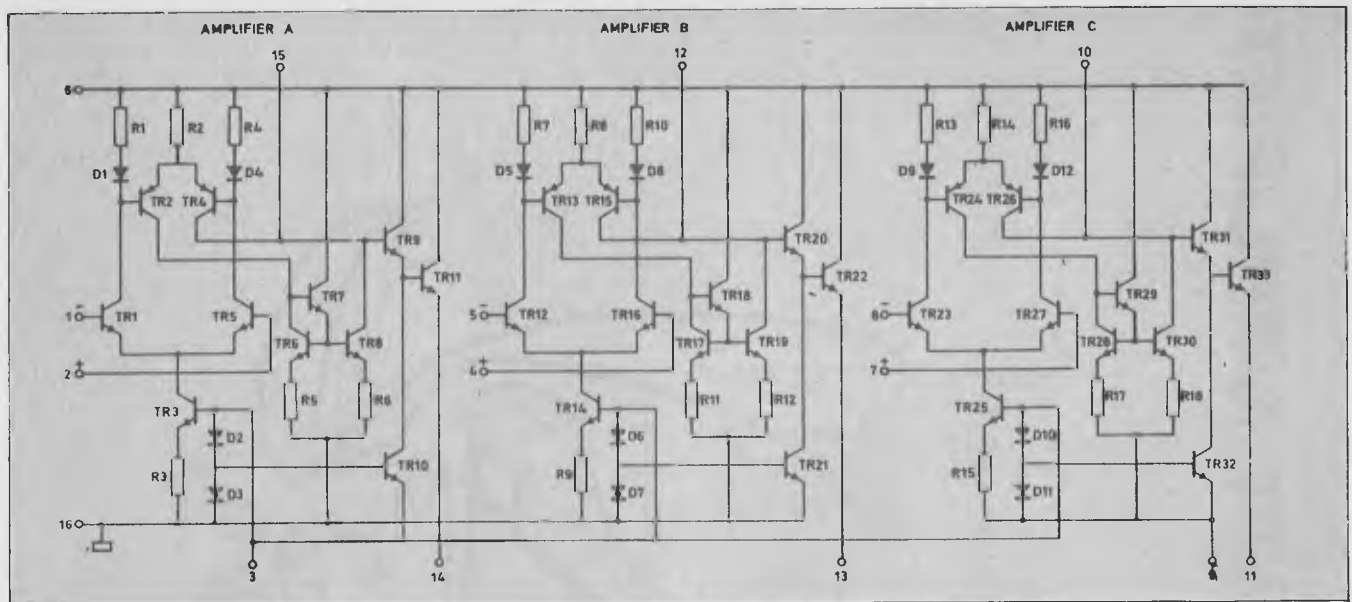 AMPLIFIER A
AMPLIFIER B
AMPLIFIER C
15
12
10
6
R1
R2
R4
R7
R8
R10
R13
R14
R16
D1
D4
D5
D8
D9
D12
TR2
TR4
TR13
TR15
TR24
TR26
TR9
TR20
TR31
TR11
TR22
TR33
TR7
TR18
TR29
1
−
TR1
TR5
5
−
TR12
TR16
8
−
TR23
TR27
TR6
TR8
TR17
TR19
TR28
TR30
2
+
4
+
7
+
R5
R6
R11
R12
R17
R18
TR3
TR14
TR25
D2
D6
D10
R3
R9
R15
TR10
TR21
TR32
D3
D7
D11
16
3
14
13
9
11